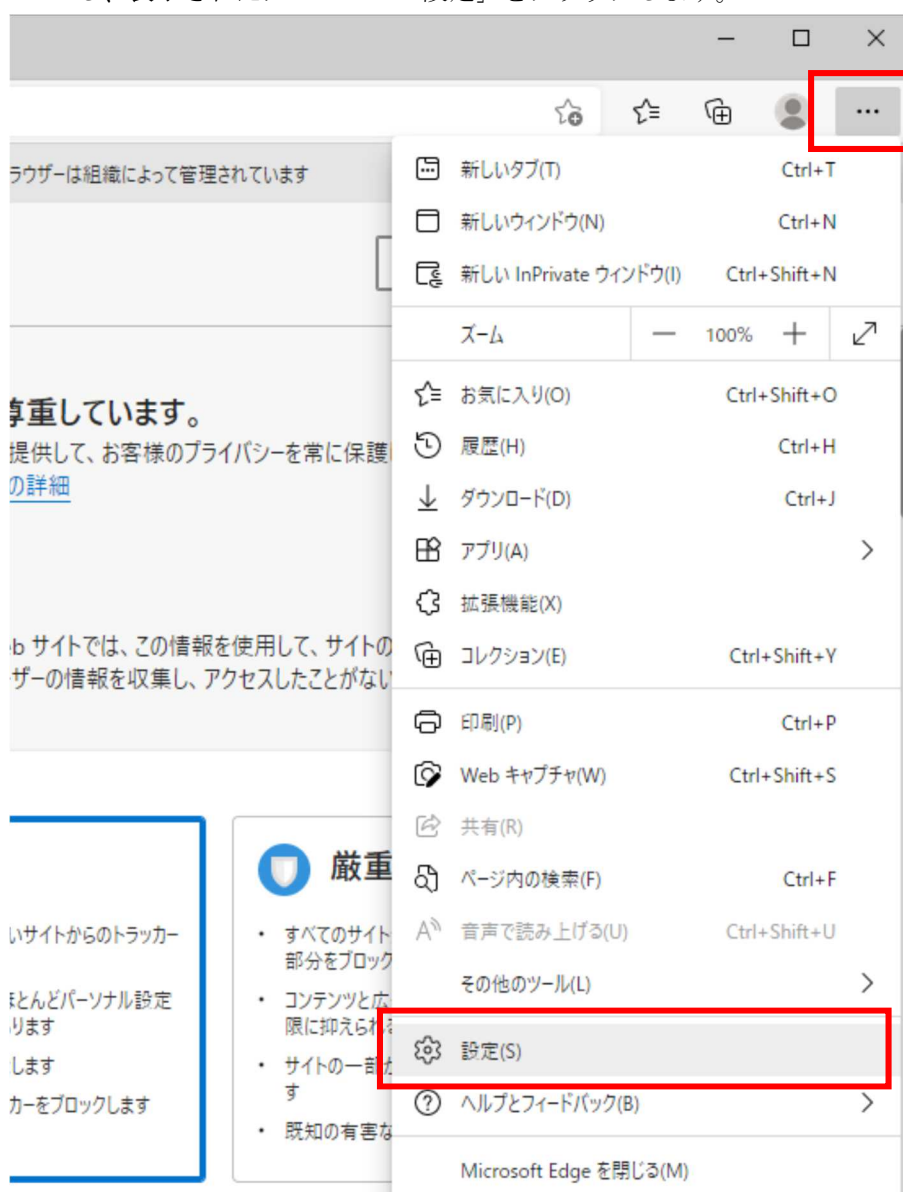 設定」をクリックします。
ラウザーは組織によって管理されています
新しいタブ(T) Ctrl+T
新しいウィンドウ(N) Ctrl+N
新しい InPrivate ウィンドウ(I) Ctrl+Shift+N
ズーム 100%
お気に入り(O) Ctrl+Shift+O
尊重しています。
提供して、お客様のプライバシーを常に保護
の詳細
履歴(H) Ctrl+H
ダウンロード(D) Ctrl+J
アプリ(A)
拡張機能(X)
コレクション(E) Ctrl+Shift+Y
b サイトでは、この情報を使用して、サイトの
ザーの情報を収集し、アクセスしたことがない
印刷(P) Ctrl+P
Web キャプチャ(W) Ctrl+Shift+S
共有(R)
ページ内の検索(F) Ctrl+F
音声で読み上げる(U) Ctrl+Shift+U
その他のツール(L)
設定(S)
ヘルプとフィードバック(B)
Microsoft Edge を閉じる(M)
いサイトからのトラッカー
ほとんどパーソナル設定
ります
します
カーをブロックします
厳重
• すべてのサイト
部分をブロック
• コンテンツと広
限に抑えられ
• サイトの一部が
す
• 既知の有害な